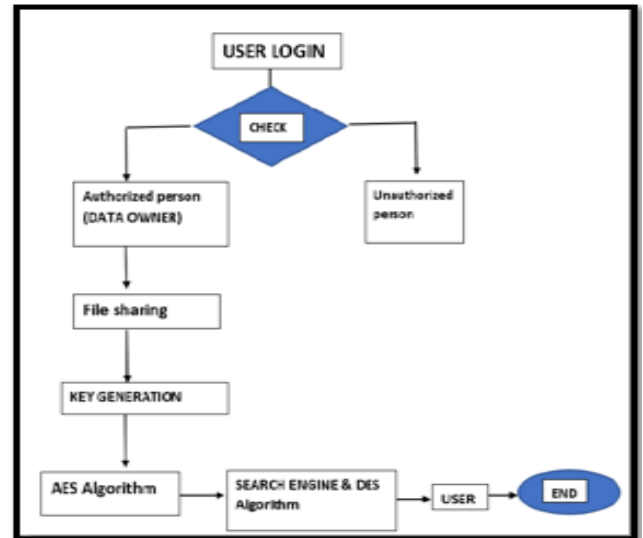 USER LOGIN
CHECK
Authorized person
(DATA OWNER)
Unauthorized
person
File sharing
KEY GENERATION
AES Algorithm
SEARCH ENGINE & DES
Algorithm
USER
END